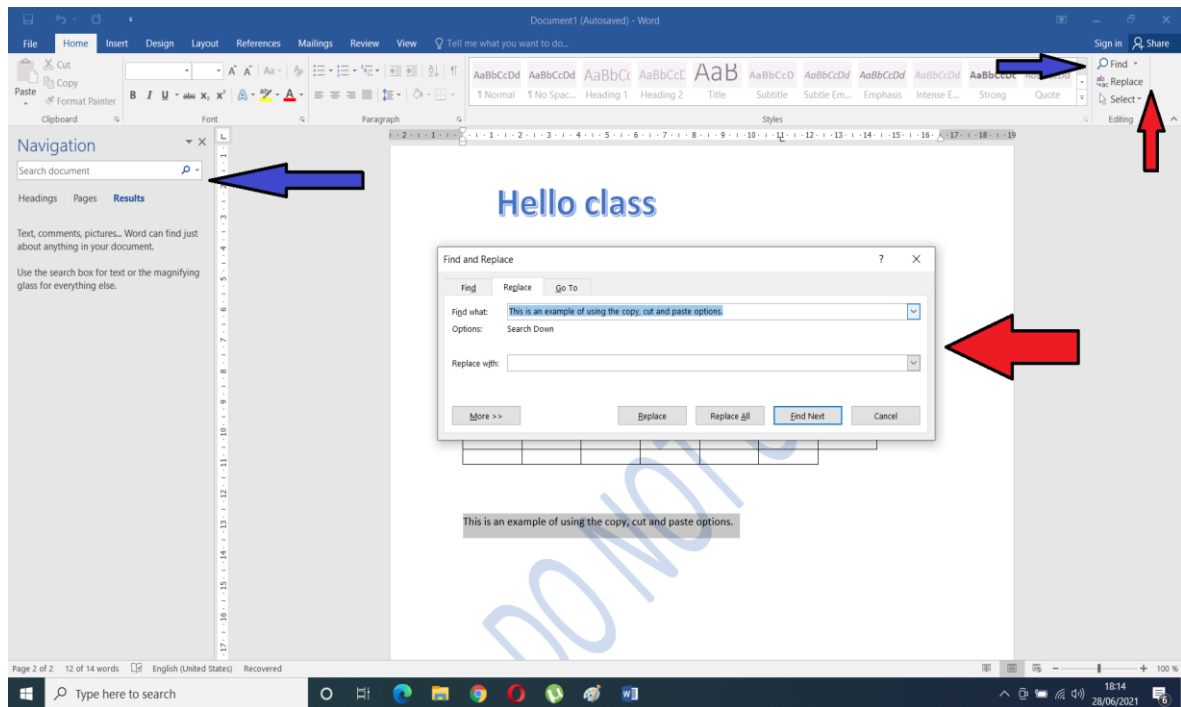 Document1 (Autosaved) - Word
File Home Insert Design Layout References Mailings Review View Tell me what you want to do... Sign in Share
Paste
Cut
Copy
Format Painter
Clipboard
Font
Paragraph
AaBbCcDd AaBbCcDd AaBbCc AaBbCcC AaB AaBbCcD AaBbCcDd AaBbCcDd AaBbCcDd
¶ Normal ¶ No Spac... Heading 1 Heading 2 Title Subtitle Subtle Em... Emphasis Intense E... Strong Quote
Styles
Find
Replace
Select
Editing
Navigation
Search document
Headings Pages Results
Text, comments, pictures... Word can find just
about anything in your document.
Use the search box for text or the magnifying
glass for everything else.
Hello class
Find and Replace ? X
Find Replace Go To
Find what: This is an example of using the copy, cut and paste options.
Options: Search Down
Replace with:
More >> Replace Replace All Find Next Cancel
This is an example of using the copy, cut and paste options.
DO NOT
Page 2 of 2 12 of 14 words English (United States) Recovered 100 %
Type here to search
18:14
28/06/2021